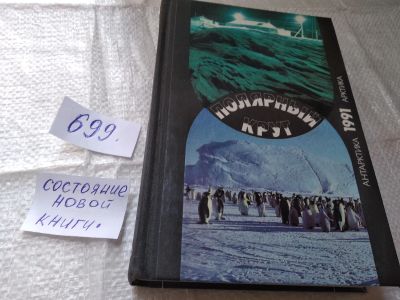 699.
СОСТОЯНИЕ
НОВОЙ
КНИГИ.
ПОЛЯРНЫЙ
КРУГ
АНТАРКТИКА 1991 АРКТИКА